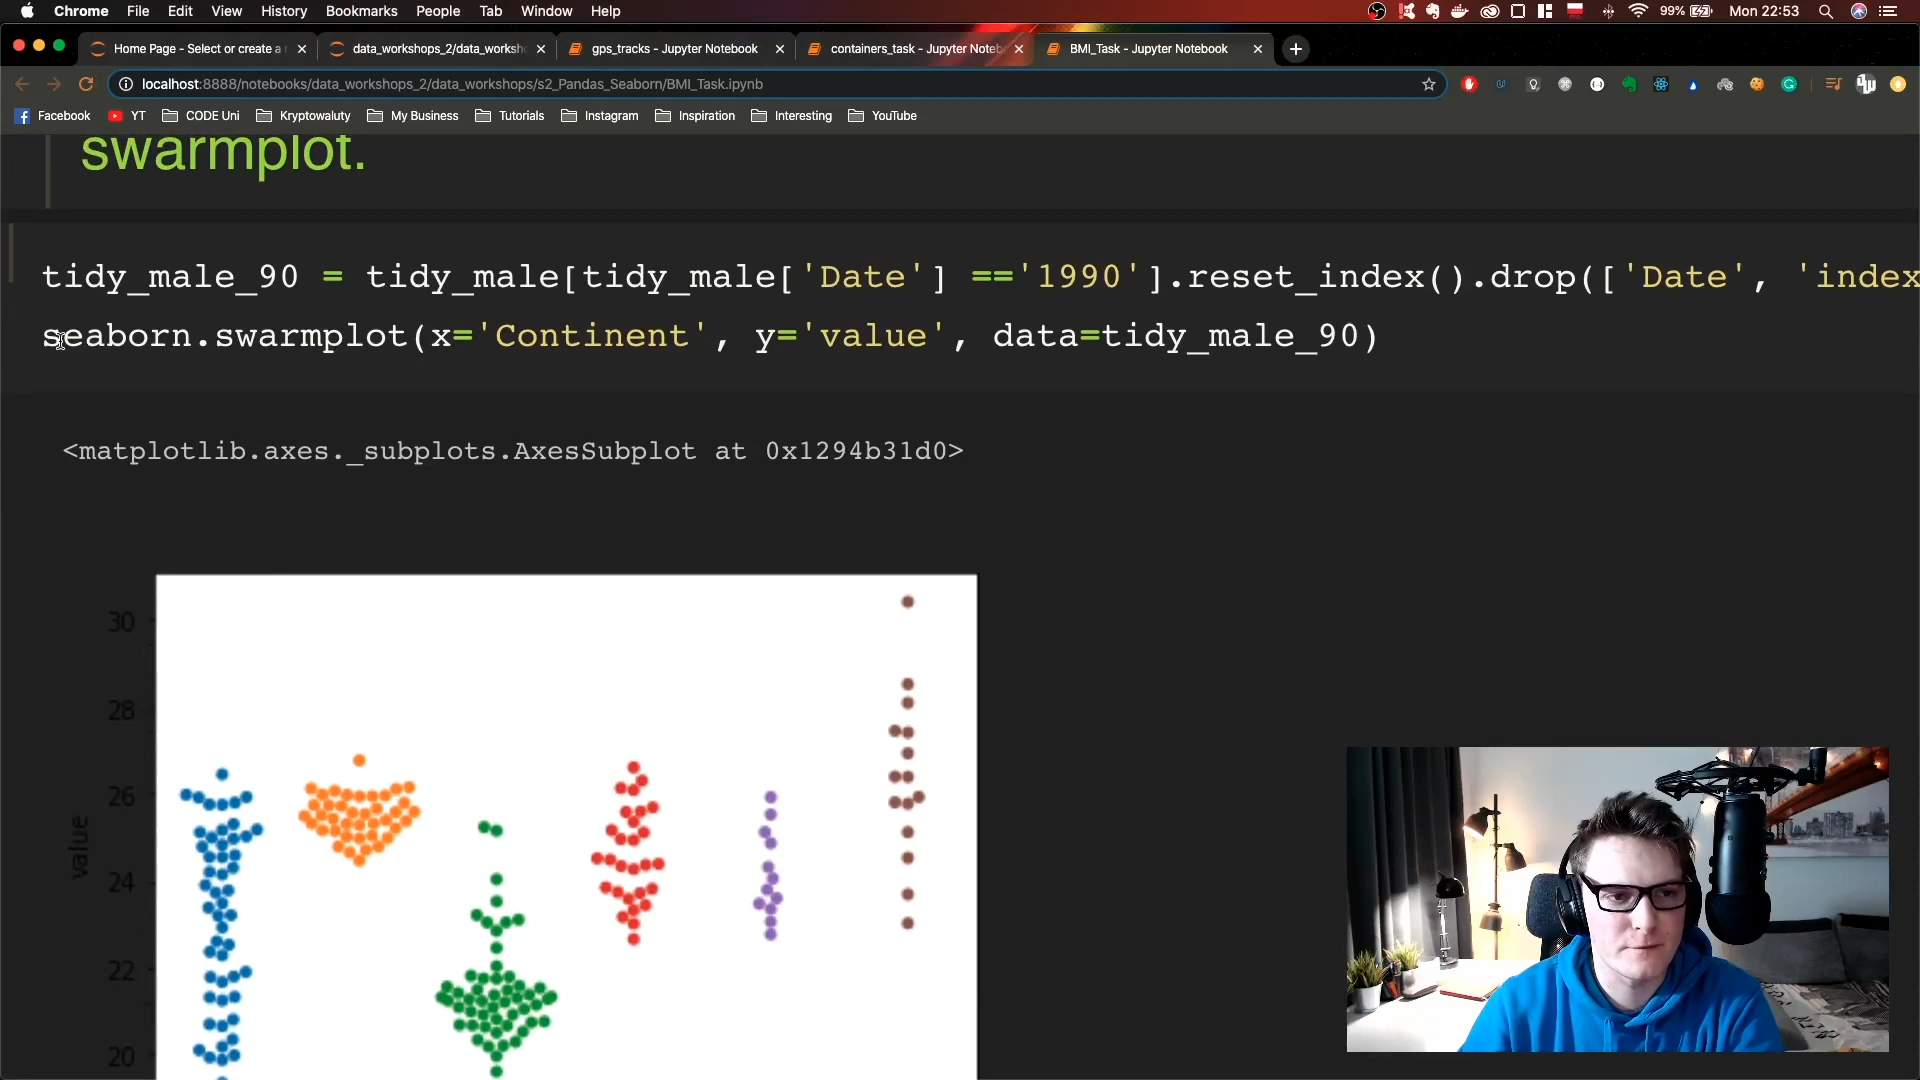 Chrome File Edit View History Bookmarks People Tab Window Help 99% Mon 22:53
Home Page - Select or create a data_workshops_2/data_worksh gps_tracks - Jupyter Notebook containers_task - Jupyter Noteb BMI_Task - Jupyter Notebook
localhost:8888/notebooks/data_workshops_2/data_workshops/s2_Pandas_Seaborn/BMI_Task.ipynb
Facebook YT CODE Uni Kryptowaluty My Business Tutorials Instagram Inspiration Interesting YouTube
swarmplot.
tidy_male_90 = tidy_male[tidy_male['Date'] =='1990'].reset_index().drop(['Date', 'index
seaborn.swarmplot(x='Continent', y='value', data=tidy_male_90)
<matplotlib.axes._subplots.AxesSubplot at 0x1294b31d0>
30
28
26
24
22
20
value